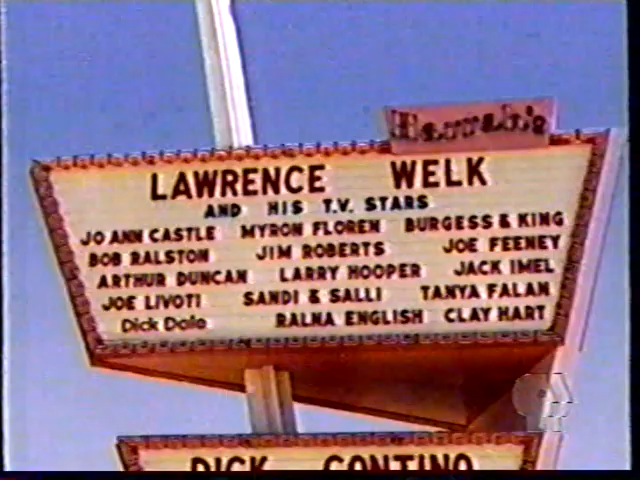 Harrah's
LAWRENCE WELK
AND HIS T.V. STARS
JO ANN CASTLE MYRON FLOREN BURGESS & KING
BOB RALSTON JIM ROBERTS JOE FEENEY
ARTHUR DUNCAN LARRY HOOPER JACK IMEL
JOE LIVOTI SANDI & SALLI TANYA FALAN
Dick Dale RALNA ENGLISH CLAY HART
DICK CONTINO